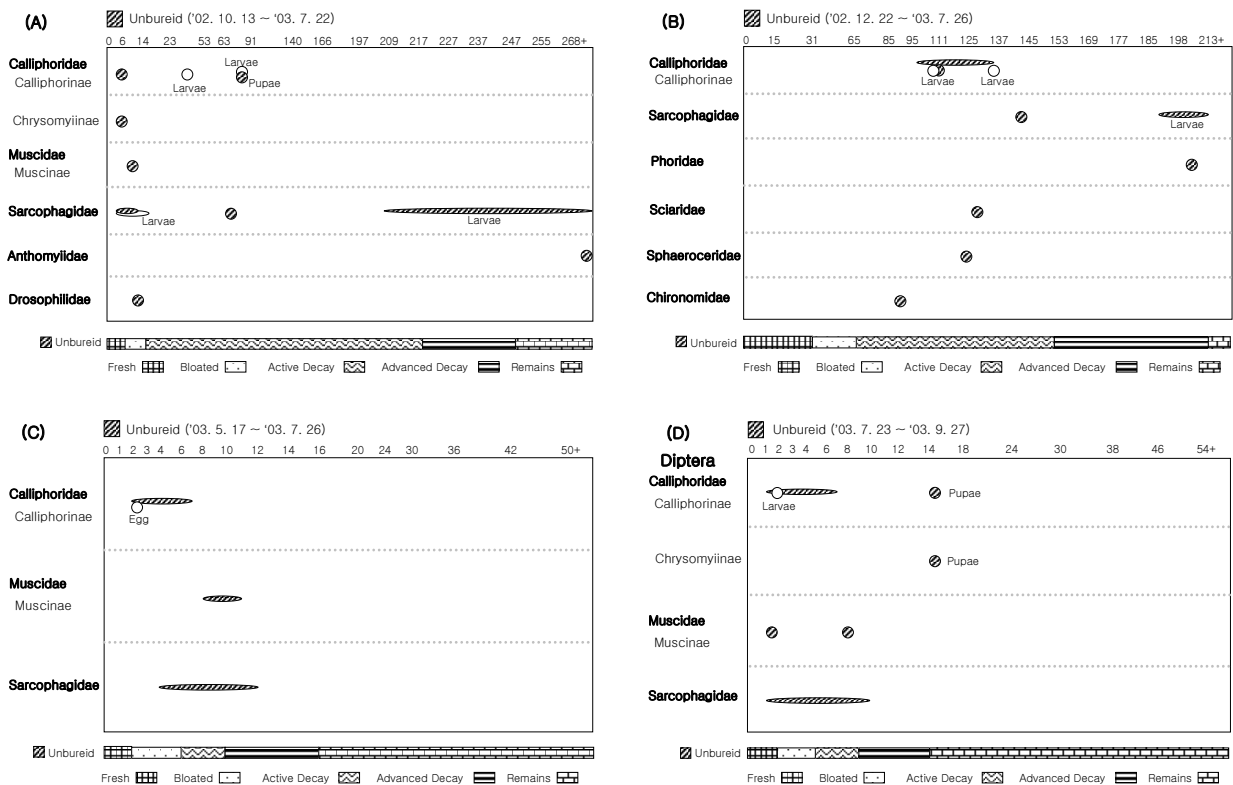 (A)
Unbureid ('02. 10. 13 ~ '03. 7. 22)
0 6 14 23 53 63 91 140 166 197 209 217 227 237 247 255 268+
Calliphoridae
Calliphorinae
Larvae
Larvae
Pupae
Chrysomyiinae
Muscidae
Muscinae
Sarcophagidae
Larvae
Larvae
Anthomyiidae
Drosophilidae
Unbureid
Fresh Bloated Active Decay Advanced Decay Remains
(B)
Unbureid ('02. 12. 22 ~ '03. 7. 26)
0 15 31 65 85 95 111 125 137 145 153 169 177 185 198 213+
Calliphoridae
Calliphorinae
Larvae
Larvae
Sarcophagidae
Larvae
Phoridae
Sciaridae
Sphaeroceridae
Chironomidae
Unbureid
Fresh Bloated Active Decay Advanced Decay Remains
(C)
Unbureid ('03. 5. 17 ~ '03. 7. 26)
0 1 2 3 4 6 8 10 12 14 16 20 24 30 36 42 50+
Calliphoridae
Calliphorinae
Egg
Muscidae
Muscinae
Sarcophagidae
Unbureid
Fresh Bloated Active Decay Advanced Decay Remains
(D)
Unbureid ('03. 7. 23 ~ '03. 9. 27)
0 1 2 3 4 6 8 10 12 14 18 24 30 38 46 54+
Diptera
Calliphoridae
Calliphorinae
Larvae
Pupae
Chrysomyiinae
Pupae
Muscidae
Muscinae
Sarcophagidae
Unbureid
Fresh Bloated Active Decay Advanced Decay Remains